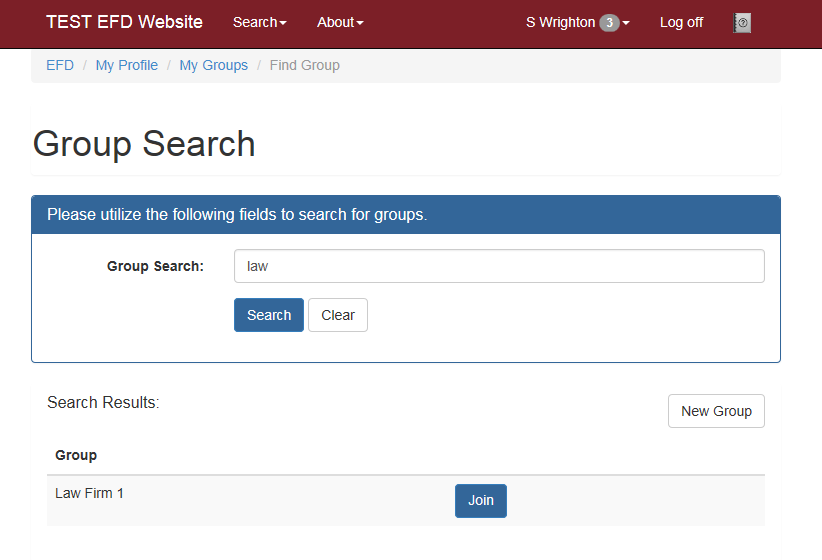 TEST EFD Website Search About S Wrighton 3 Log off
EFD / My Profile / My Groups / Find Group
Group Search
Please utilize the following fields to search for groups.
Group Search: law
Search Clear
Search Results:
New Group
Group
Law Firm 1 Join